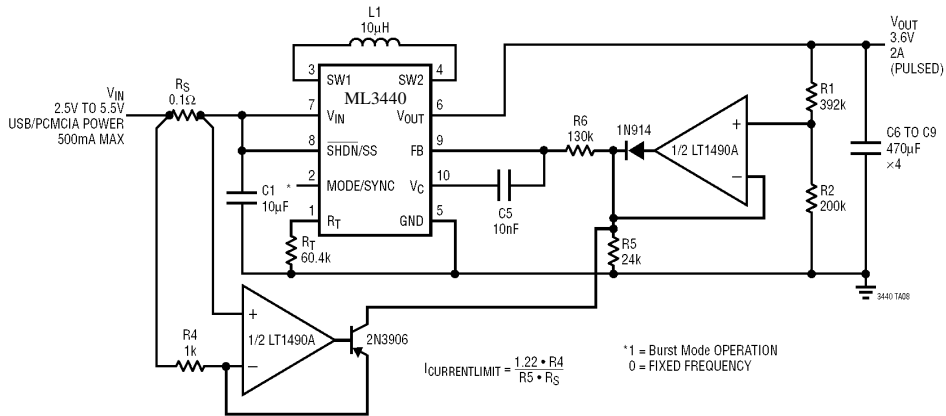 L1
10µH
3
SW1
SW2
4
ML3440
VIN
2.5V TO 5.5V
USB/PCMCIA POWER
500mA MAX
RS
0.1Ω
7
VIN
VOUT
6
8
SHDN/SS
FB
9
*
2
MODE/SYNC
VC
10
1
RT
GND
5
C1
10µF
RT
60.4k
C5
10nF
R6
130k
1N914
+
1/2 LT1490A
–
VOUT
3.6V
2A
(PULSED)
R1
392k
R2
200k
C6 TO C9
470µF
×4
R5
24k
3440 TA08
R4
1k
+
1/2 LT1490A
–
2N3906
ICURRENTLIMIT = 1.22 • R4
R5 • RS
*1 = Burst Mode OPERATION
0 = FIXED FREQUENCY